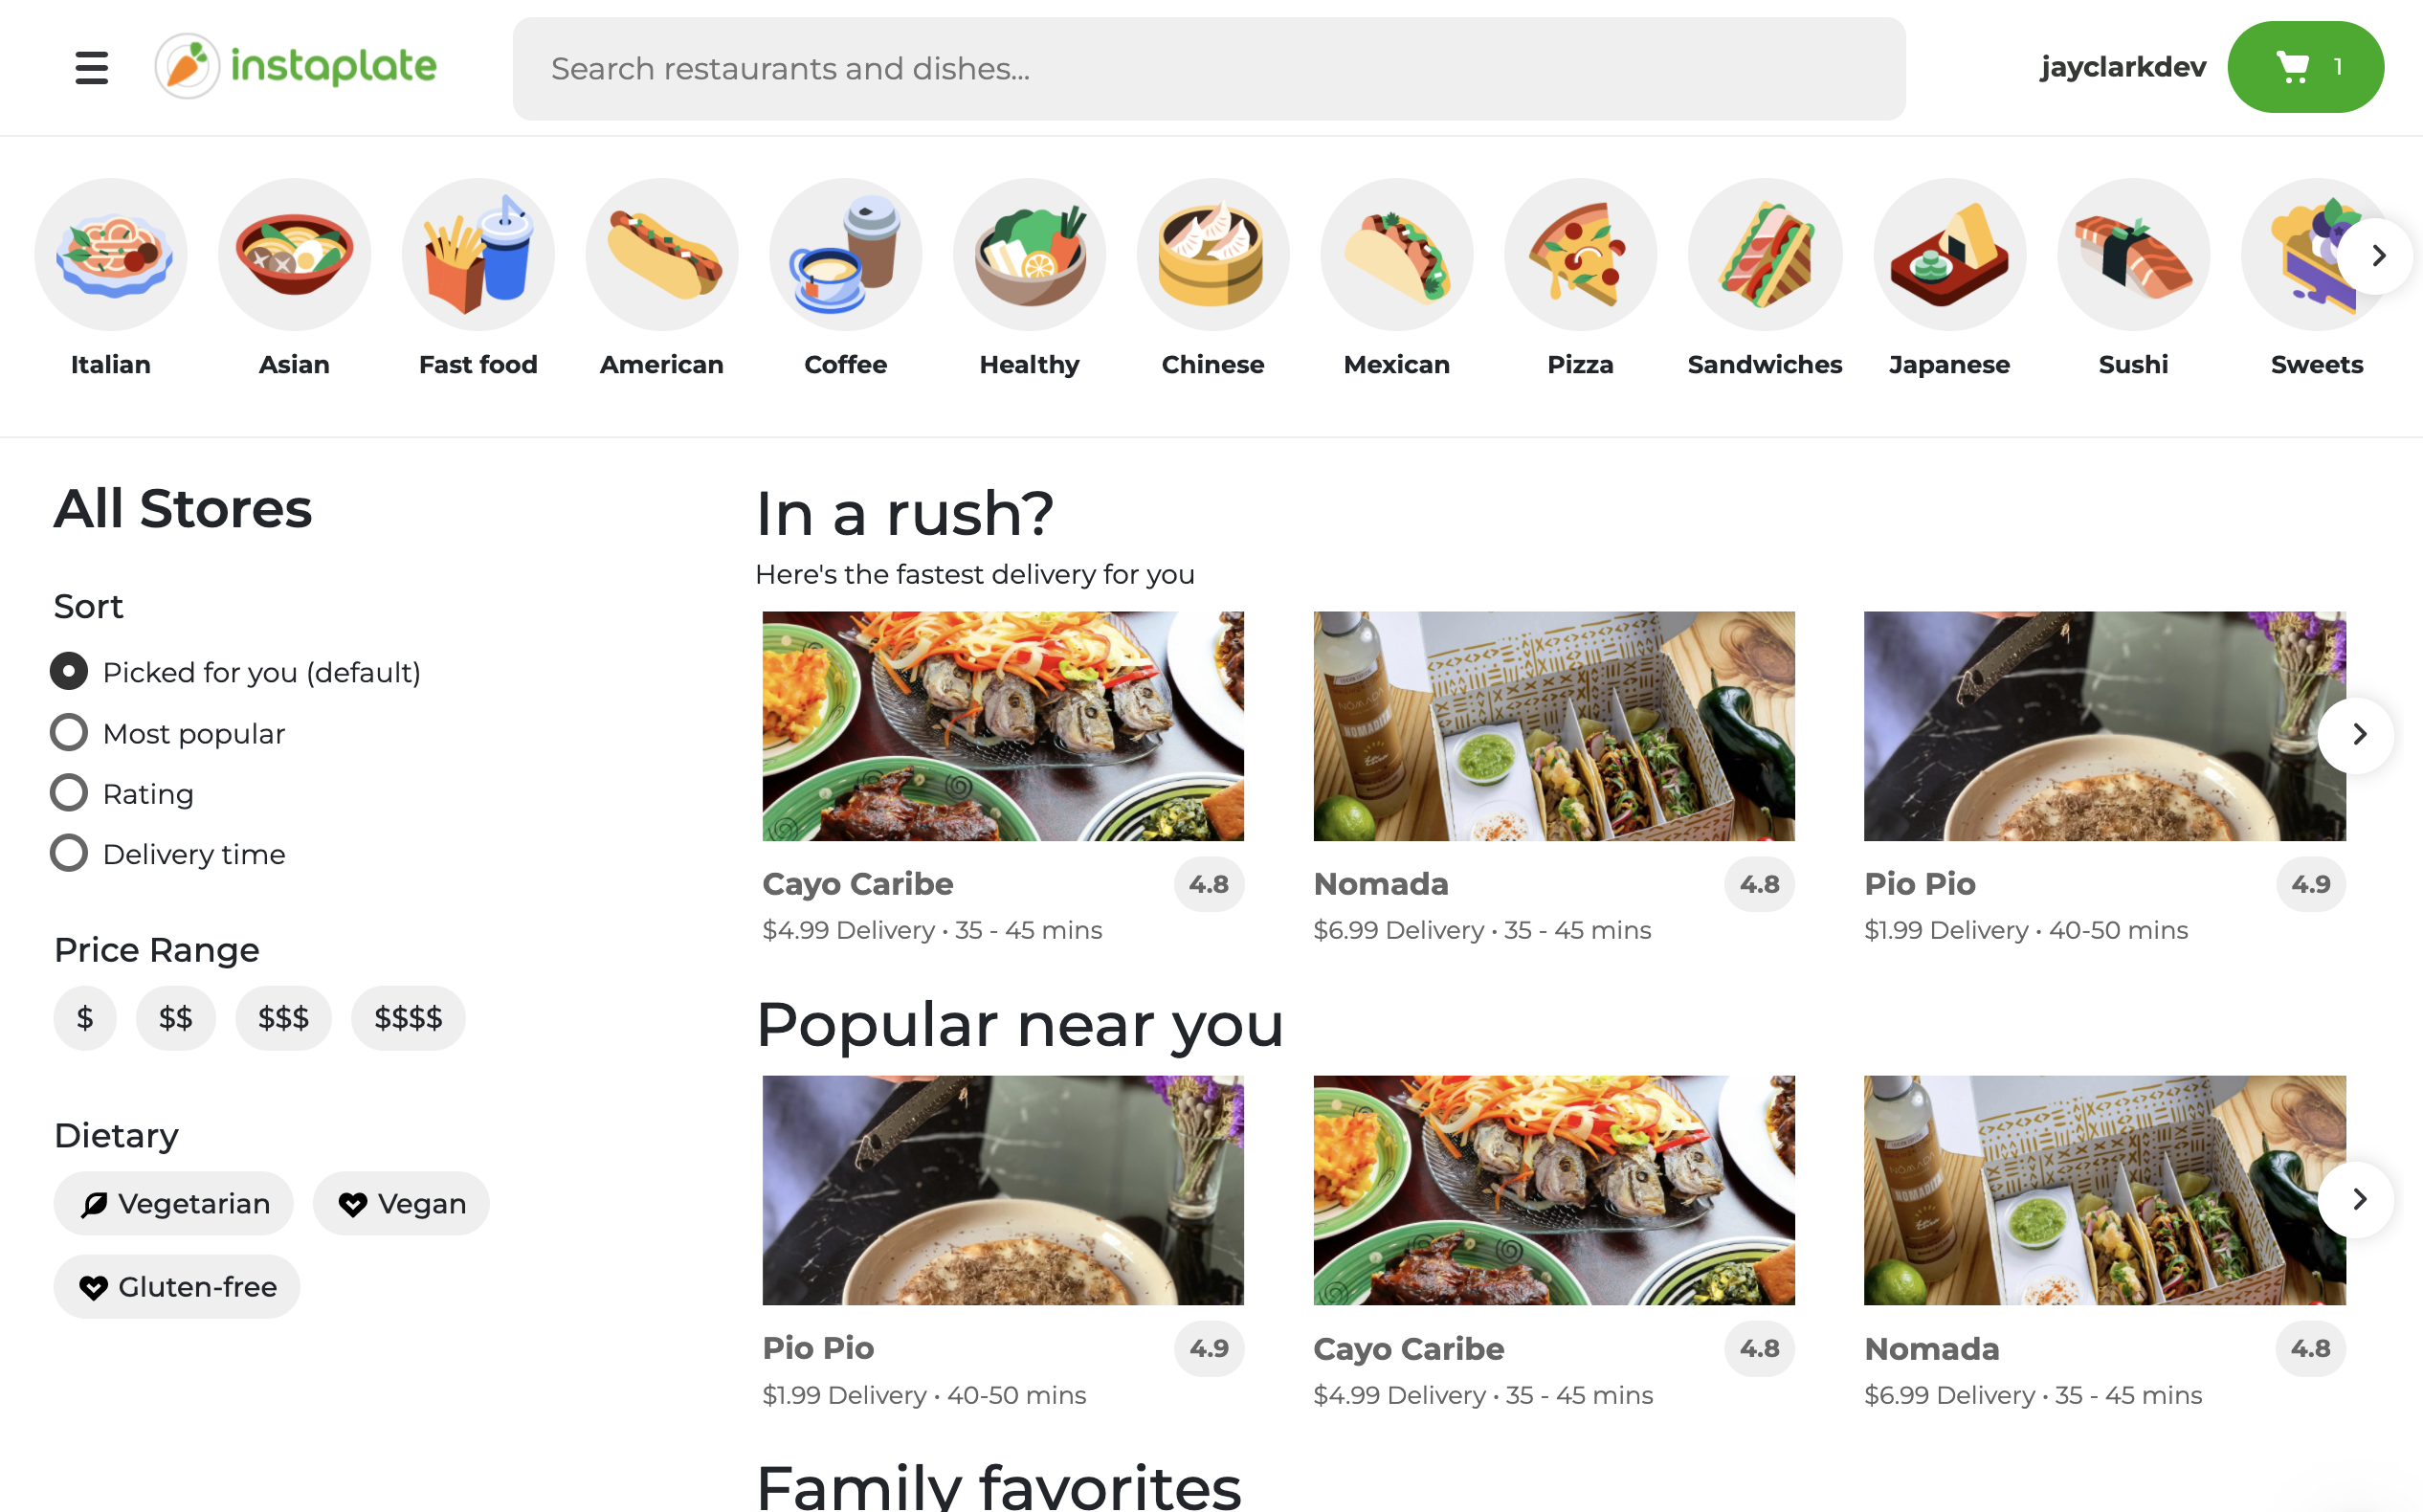 instaplate
Search restaurants and dishes...
jayclarkdev
1
Italian
Asian
Fast food
American
Coffee
Healthy
Chinese
Mexican
Pizza
Sandwiches
Japanese
Sushi
Sweets
All Stores
Sort
Picked for you (default)
Most popular
Rating
Delivery time
Price Range
$ $$ $$$ $$$$
Dietary
Vegetarian
Vegan
Gluten-free
In a rush?
Here's the fastest delivery for you
NOMADA
NOMADITA
Cayo Caribe 4.8
$4.99 Delivery • 35 - 45 mins
Nomada 4.8
$6.99 Delivery • 35 - 45 mins
Pio Pio 4.9
$1.99 Delivery • 40-50 mins
Popular near you
NOMADA
NOMADITA
Pio Pio 4.9
$1.99 Delivery • 40-50 mins
Cayo Caribe 4.8
$4.99 Delivery • 35 - 45 mins
Nomada 4.8
$6.99 Delivery • 35 - 45 mins
Family favorites